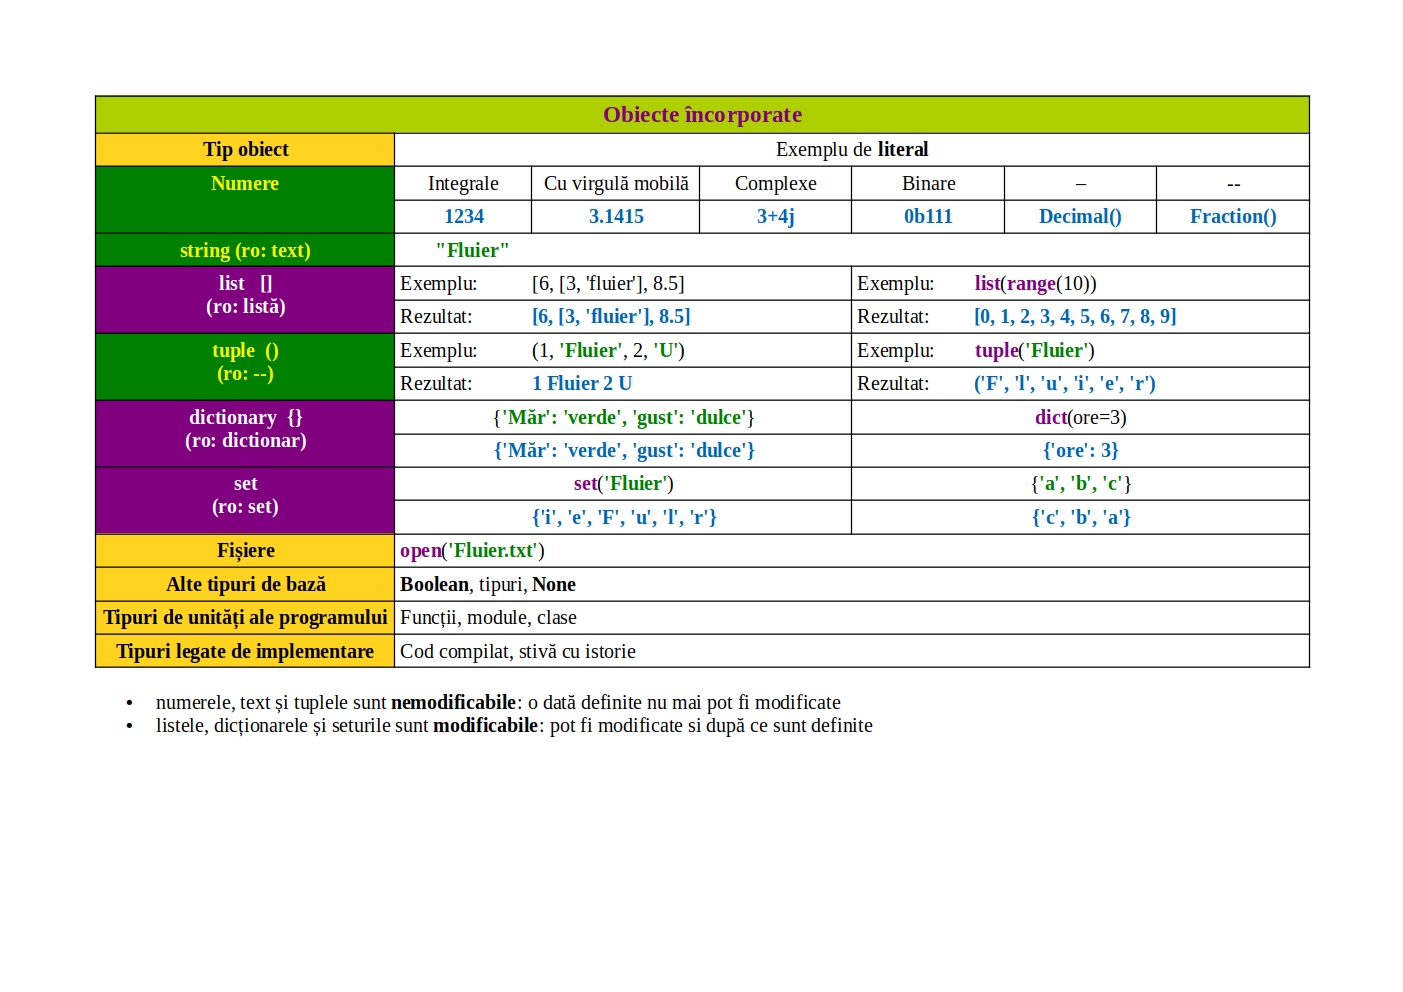 Obiecte încorporate
Tip obiect Exemplu de literal
Numere Integrale Cu virgulă mobilă Complexe Binare – --
1234 3.1415 3+4j 0b111 Decimal() Fraction()
string (ro: text) "Fluier"
list [] Exemplu: [6, [3, 'fluier'], 8.5] Exemplu: list(range(10))
(ro: listă) Rezultat: [6, [3, 'fluier'], 8.5] Rezultat: [0, 1, 2, 3, 4, 5, 6, 7, 8, 9]
tuple () Exemplu: (1, 'Fluier', 2, 'U') Exemplu: tuple('Fluier')
(ro: --) Rezultat: 1 Fluier 2 U Rezultat: ('F', 'l', 'u', 'i', 'e', 'r')
dictionary {} {'Măr': 'verde', 'gust': 'dulce'} dict(ore=3)
(ro: dictionar) {'Măr': 'verde', 'gust': 'dulce'} {'ore': 3}
set set('Fluier') {'a', 'b', 'c'}
(ro: set) {'i', 'e', 'F', 'u', 'l', 'r'} {'c', 'b', 'a'}
Fișiere open('Fluier.txt')
Alte tipuri de bază Boolean, tipuri, None
Tipuri de unități ale programului Funcții, module, clase
Tipuri legate de implementare Cod compilat, stivă cu istorie
• numerele, text și tuplele sunt nemodificabile: o dată definite nu mai pot fi modificate
• listele, dicționarele și seturile sunt modificabile: pot fi modificate si după ce sunt definite